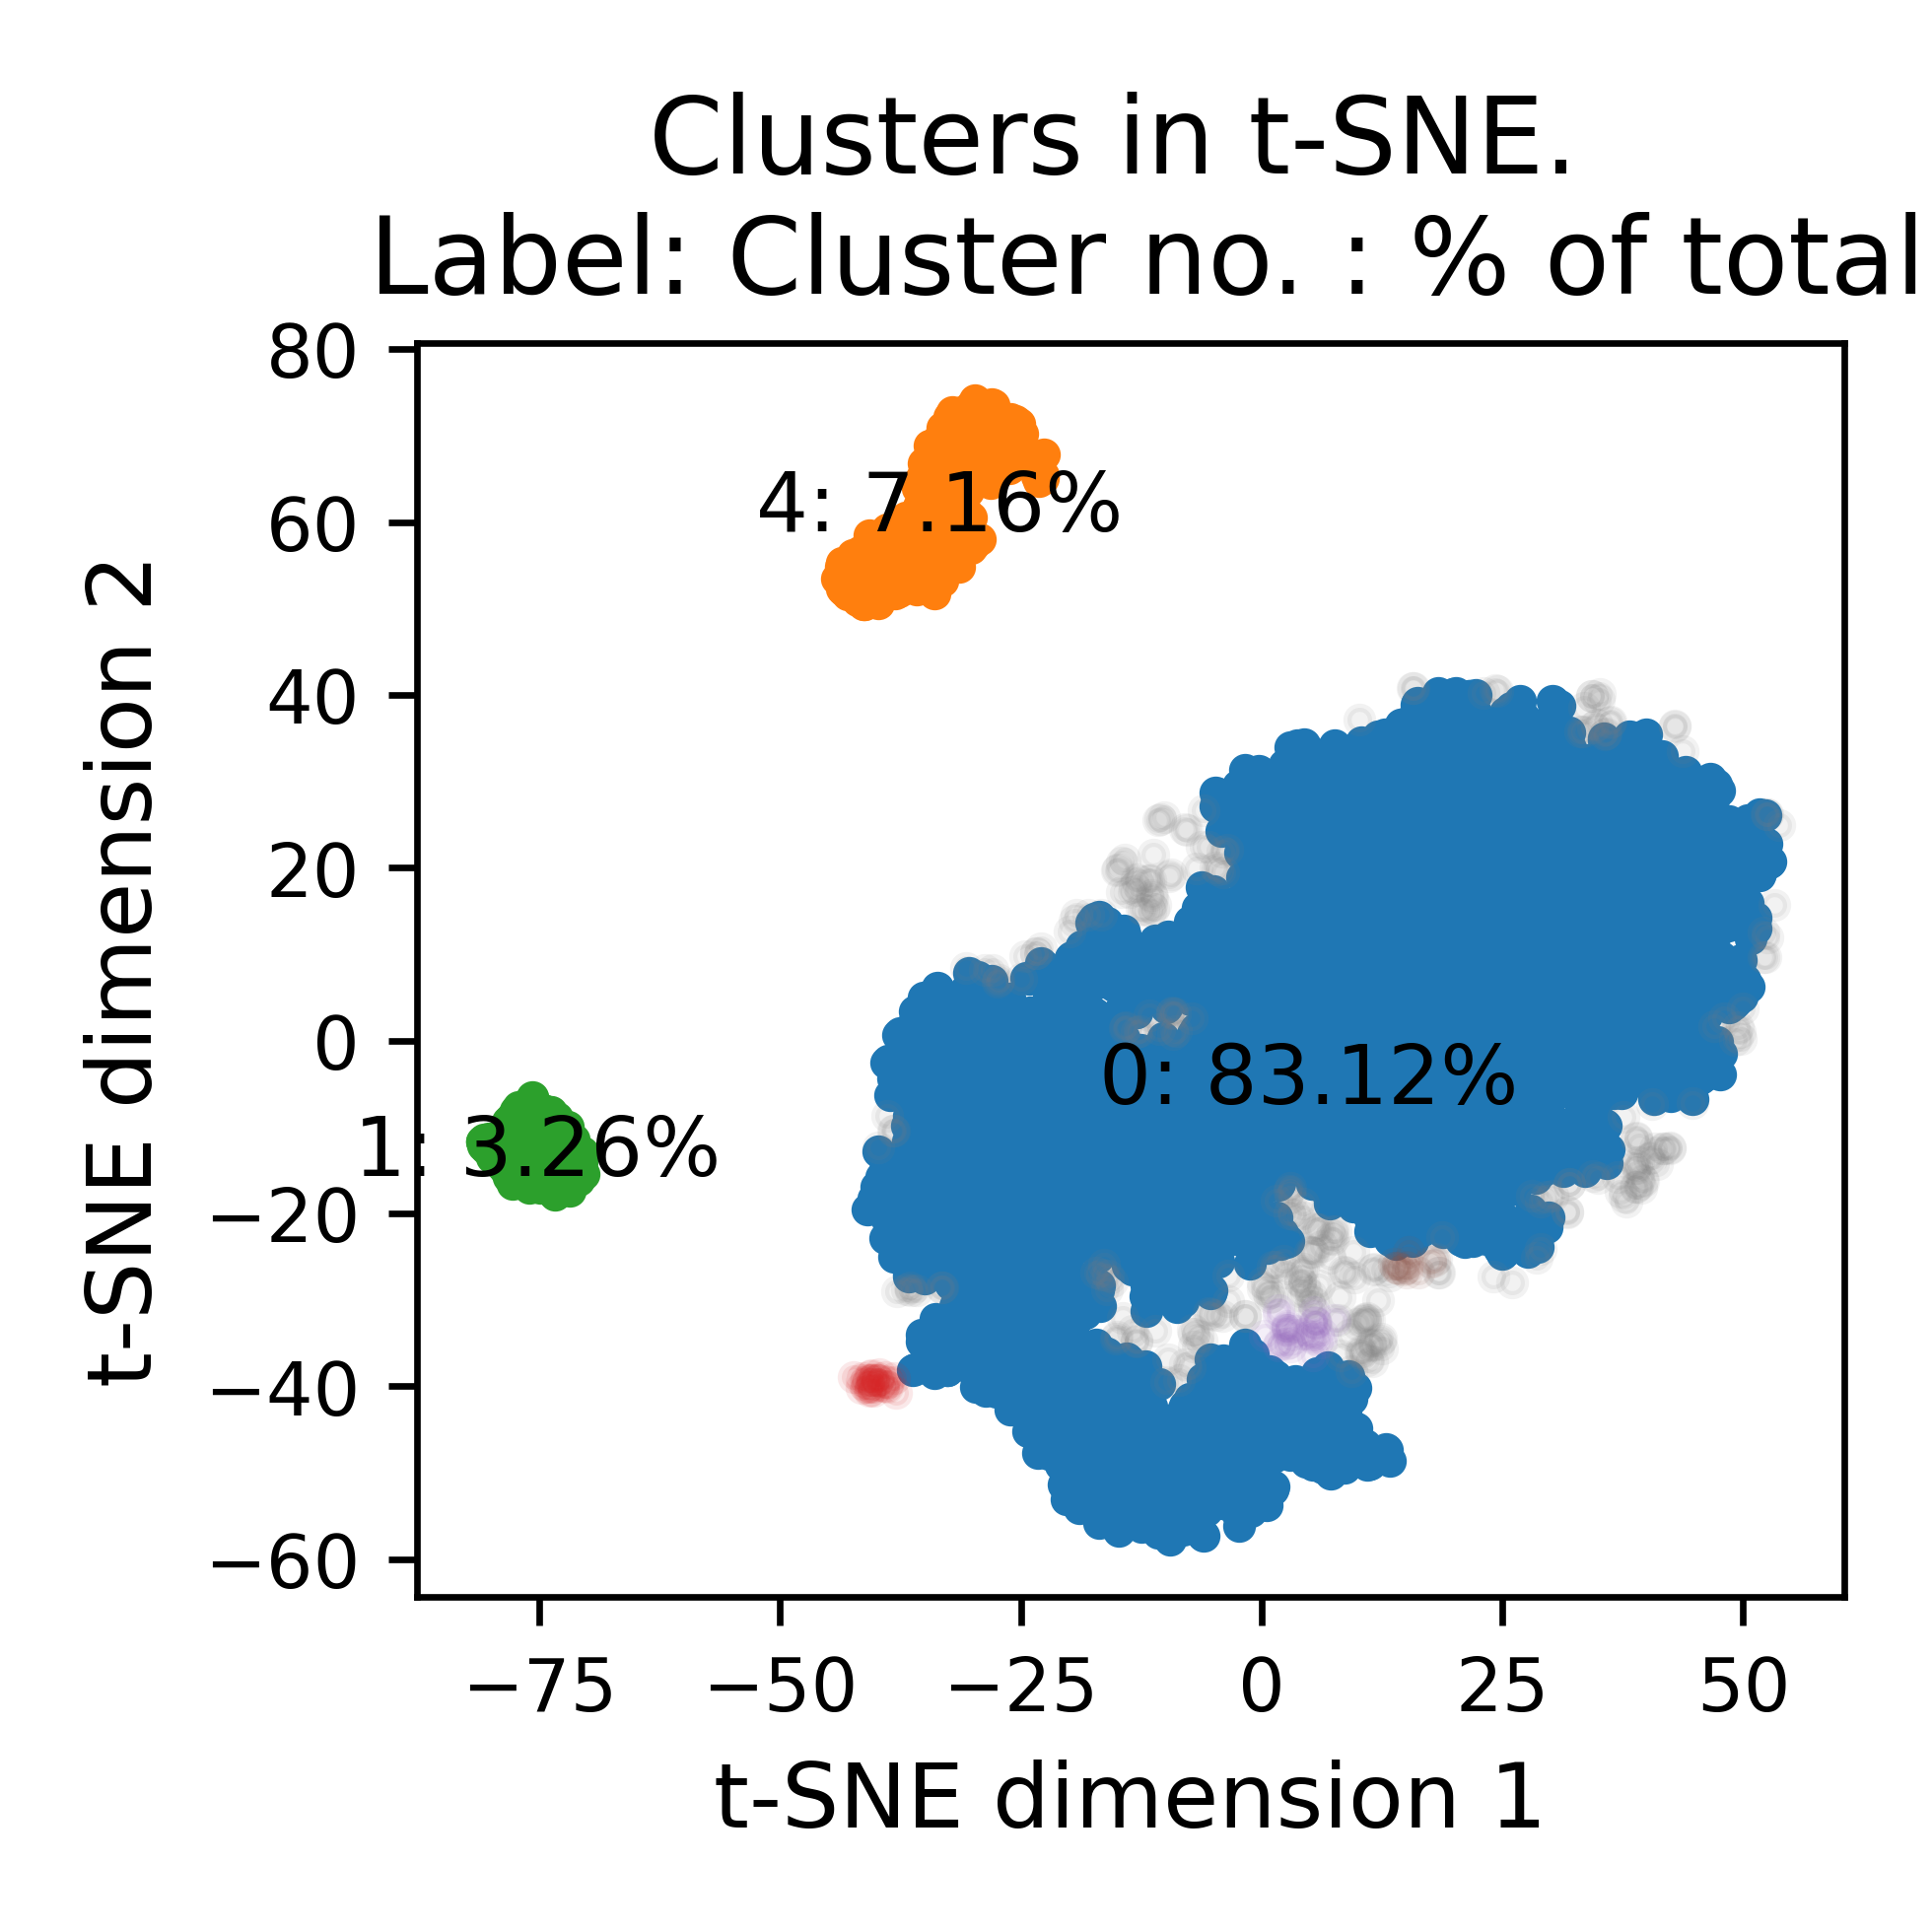 Clusters in t-SNE.
Label: Cluster no. : % of total
80
60
40
20
0
−20
−40
−60
t-SNE dimension 2
4: 7.16%
0: 83.12%
1: 3.26%
−75 −50 −25 0 25 50
t-SNE dimension 1